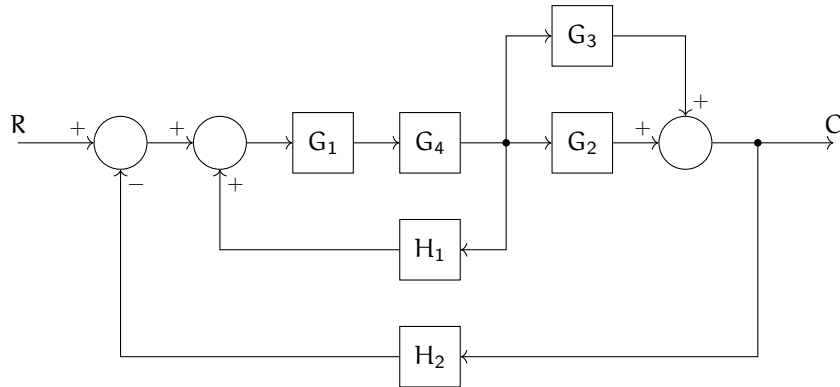 G3
R + + G1 G4 G2 + + C
− + H1
H2